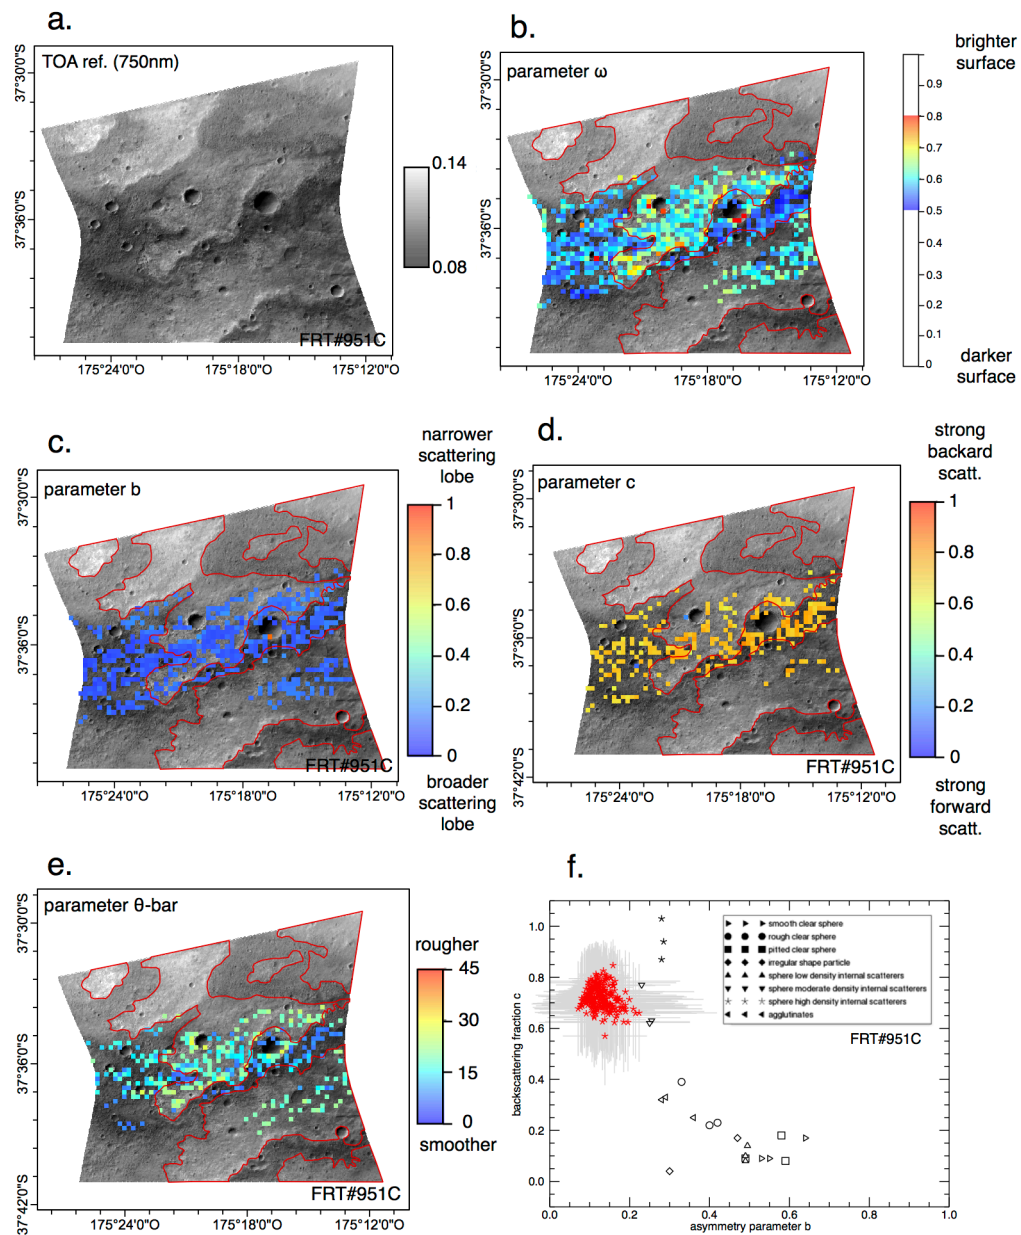 a.
TOA ref. (750nm)
37°30'0"S
37°36'0"S
0.14
0.08
FRT#951C
175°24'0"O
175°18'0"O
175°12'0"O
b.
parameter ω
37°30'0"S
37°36'0"S
175°24'0"O
175°18'0"O
175°12'0"O
brighter
surface
0.9
0.8
0.7
0.6
0.5
0.4
0.3
0.2
0.1
0
darker
surface
c.
parameter b
37°30'0"S
37°36'0"S
FRT#951C
175°24'0"O
175°18'0"O
175°12'0"O
narrower
scattering
lobe
1
0.8
0.6
0.4
0.2
0
broader
scattering
lobe
d.
parameter c
37°30'0"S
37°36'0"S
37°42'0"S
FRT#951C
175°24'0"O
175°18'0"O
175°12'0"O
strong
backard
scatt.
1
0.8
0.6
0.4
0.2
0
strong
forward
scatt.
e.
parameter θ-bar
37°30'0"S
37°36'0"S
37°42'0"S
FRT#951C
175°24'0"O
175°18'0"O
175°12'0"O
rougher
45
30
15
0
smoother
f.
backscattering fraction c
1.0
0.8
0.6
0.4
0.2
0.0
smooth clear sphere
rough clear sphere
pitted clear sphere
irregular shape particle
sphere low density internal scatterers
sphere moderate density internal scatterers
sphere high density internal scatterers
agglutinates
FRT#951C
0.0
0.2
0.4
0.6
0.8
1.0
asymmetry parameter b